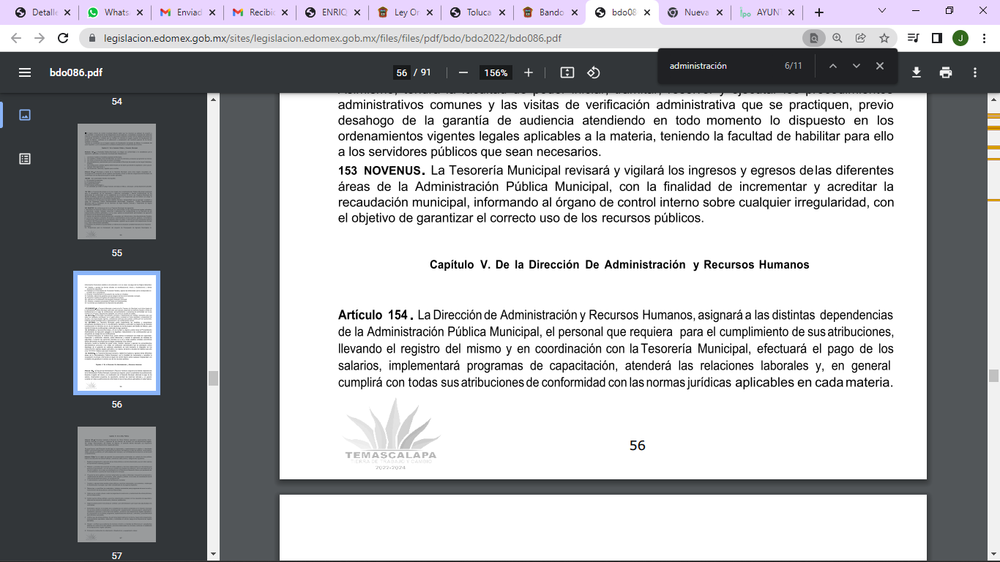 Detalle
Whats
Enviad
Recibic
ENRIQ
Ley Or
Toluca
Bando
bdo08
Nueva
AYUNT
legislacion.edomex.gob.mx/sites/legislacion.edomex.gob.mx/files/files/pdf/bdo/bdo2022/bdo086.pdf
J
bdo086.pdf
56 / 91
156%
administración
6/11
54
55
56
57
administrativos comunes y las visitas de verificación administrativa que se practiquen, previo
desahogo de la garantía de audiencia atendiendo en todo momento lo dispuesto en los
ordenamientos vigentes legales aplicables a la materia, teniendo la facultad de habilitar para ello
a los servidores públicos que sean necesarios.
153 NOVENUS. La Tesorería Municipal revisará vigilará los ingresos y egresos de las diferentes
áreas de la Administración Pública Municipal, con la finalidad de incrementar y acreditar la
recaudación municipal, informando al órgano de control interno sobre cualquier irregularidad, con
el objetivo de garantizar el correcto uso de los recursos públicos.
Capítulo V. De la Dirección De Administración y Recursos Humanos
Artículo 154 . La Dirección de Administración y Recursos Humanos, asignará a las distintas dependencias
de la Administración Pública Municipal, el personal que requiera para el cumplimiento de sus atribuciones,
llevando el registro del mismo y en coordinación con la Tesorería Municipal, efectuará el pago de los
salarios, implementará programas de capacitación atenderá las relaciones laborales y, en general
cumplirá con todas sus atribuciones de conformidad con las normas jurídicas aplicables en cada materia.
TEMASCALAPA
TIERRA DE TRABAJO Y CAMBIO
2022-2024
56